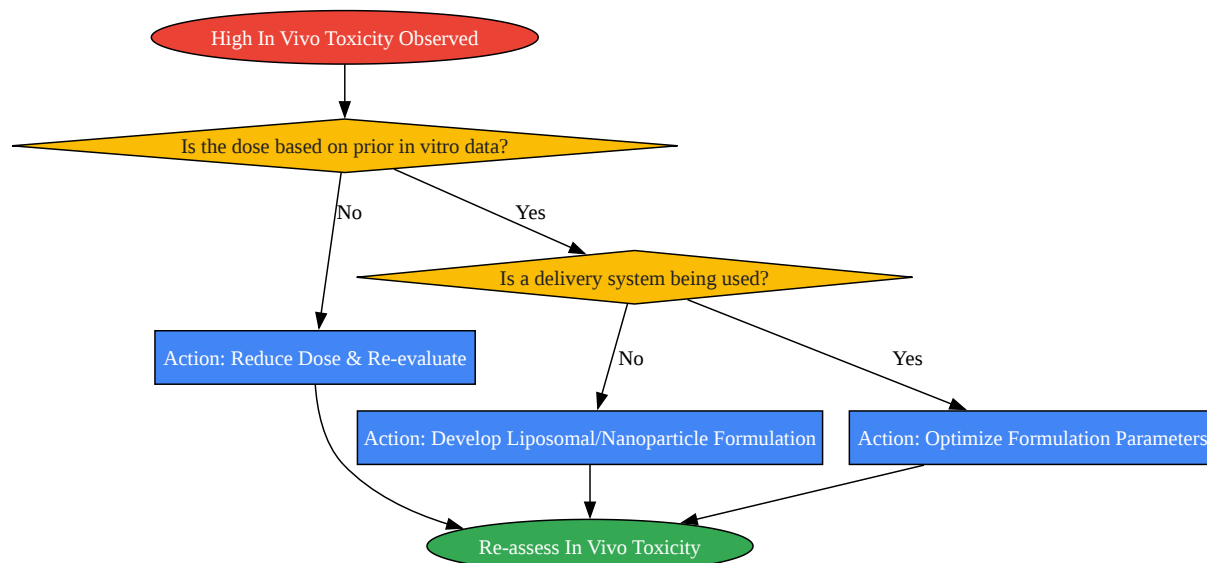 High In Vivo Toxicity Observed
Is the dose based on prior in vitro data?
No
Yes
Is a delivery system being used?
Action: Reduce Dose & Re-evaluate
No
Yes
Action: Develop Liposomal/Nanoparticle Formulation
Action: Optimize Formulation Parameters
Re-assess In Vivo Toxicity